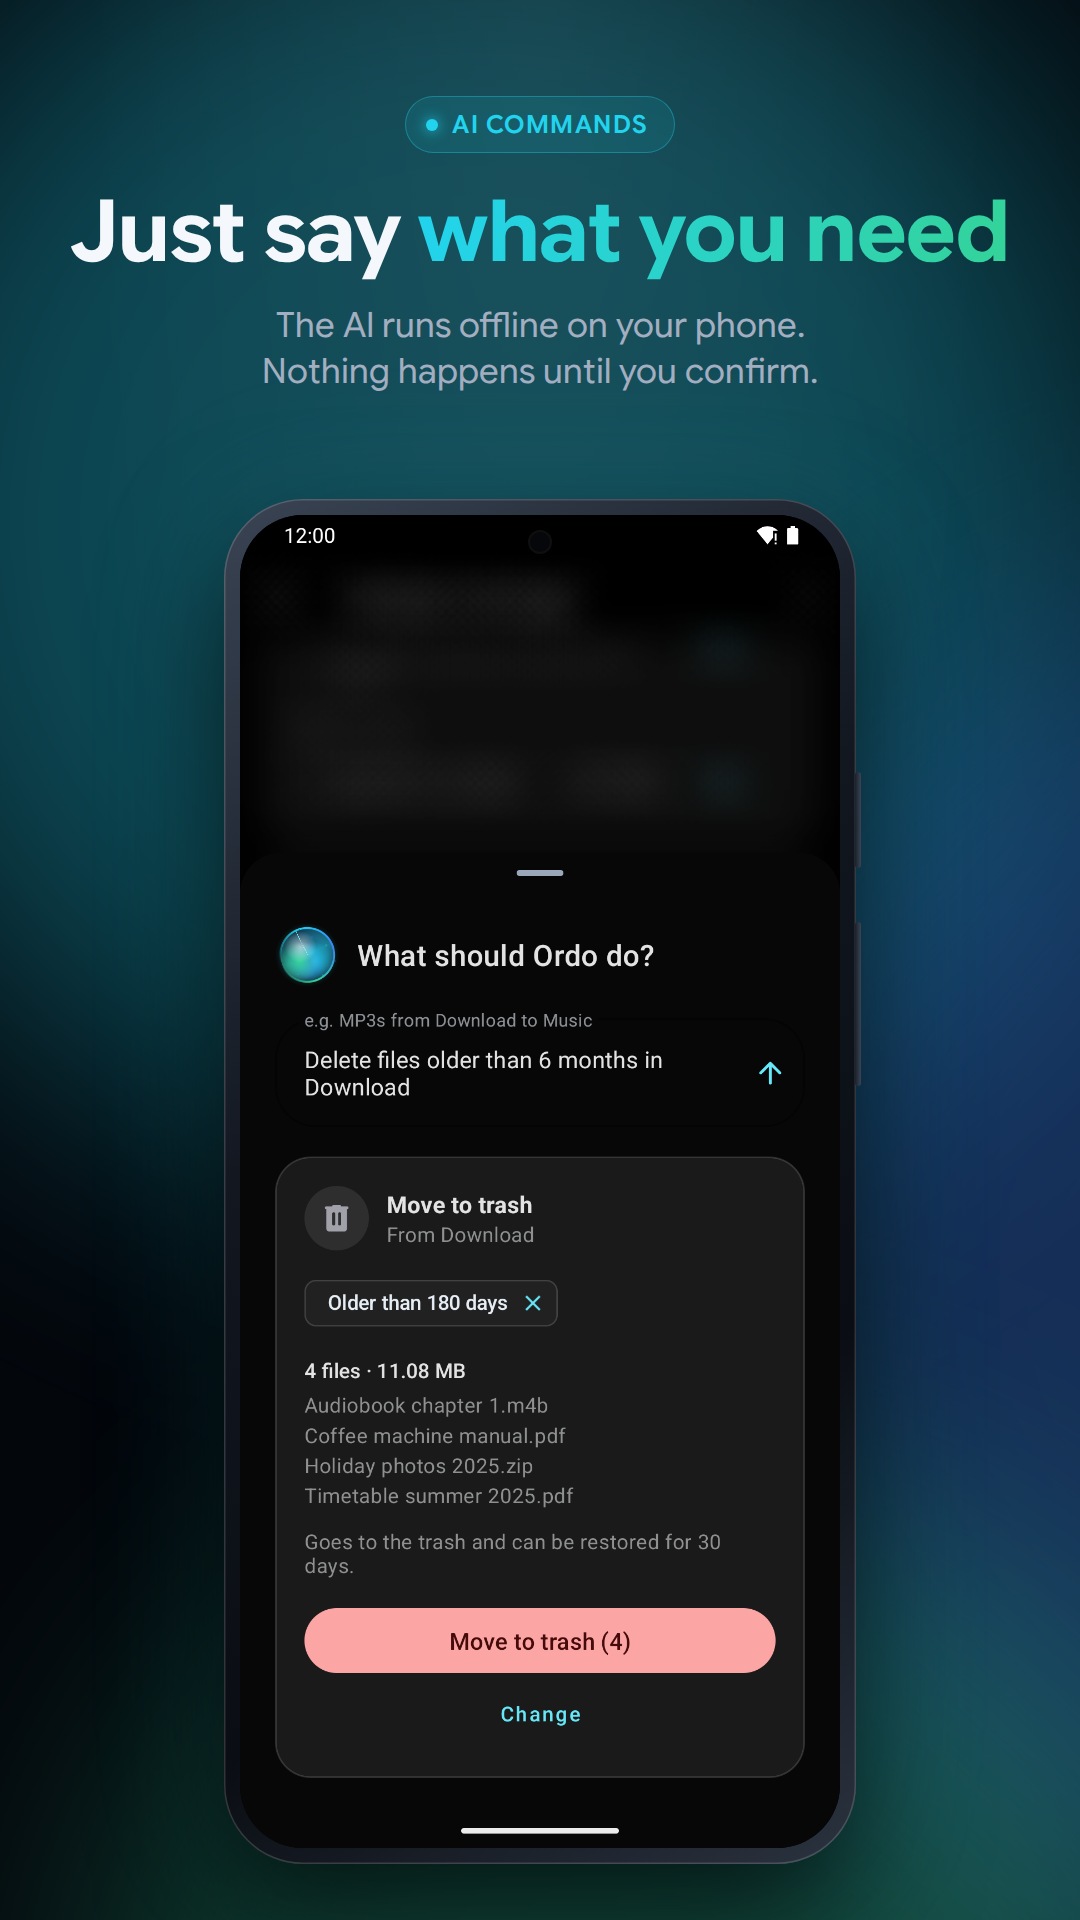 AI COMMANDS
Just say what you need
The AI runs offline on your phone.
Nothing happens until you confirm.
12:00
What should Ordo do?
e.g. MP3s from Download to Music
Delete files older than 6 months in
Download
Move to trash
From Download
Older than 180 days
4 files · 11.08 MB
Audiobook chapter 1.m4b
Coffee machine manual.pdf
Holiday photos 2025.zip
Timetable summer 2025.pdf
Goes to the trash and can be restored for 30
days.
Move to trash (4)
Change